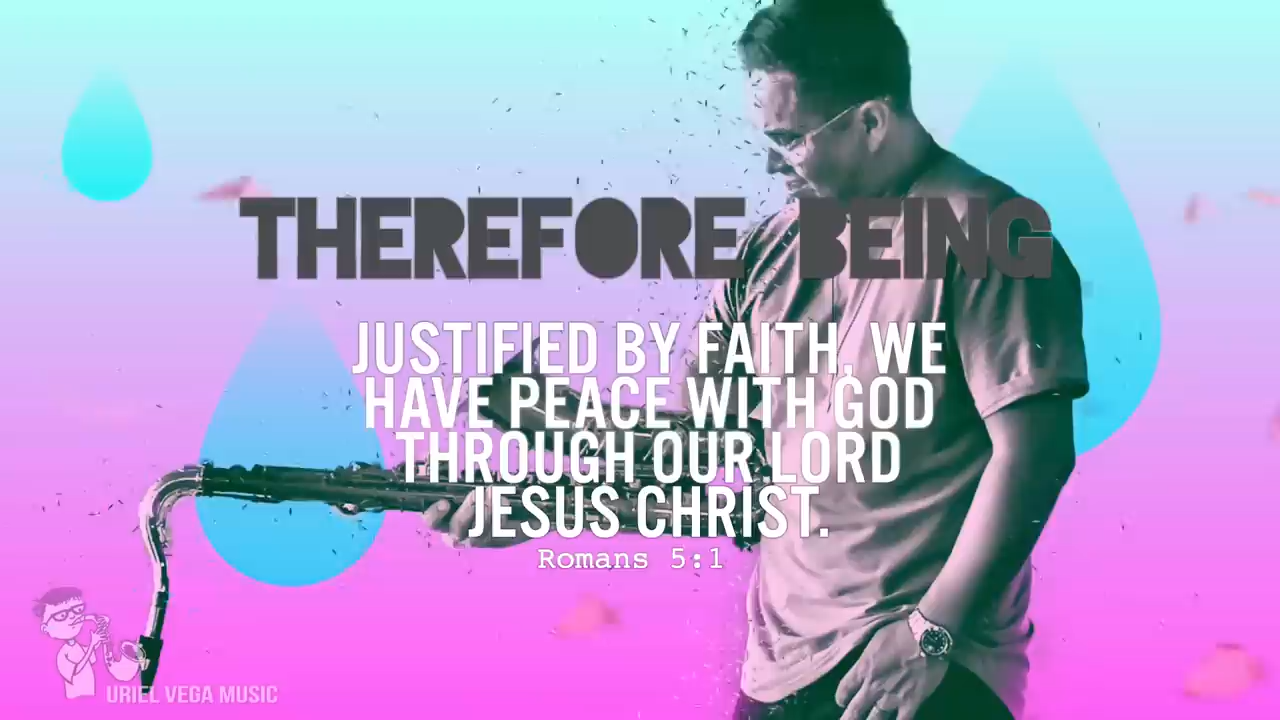 THEREFORE BEING
JUSTIFIED BY FAITH, WE
HAVE PEACE WITH GOD
THROUGH OUR LORD
JESUS CHRIST.
Romans 5:1
URIEL VEGA MUSIC